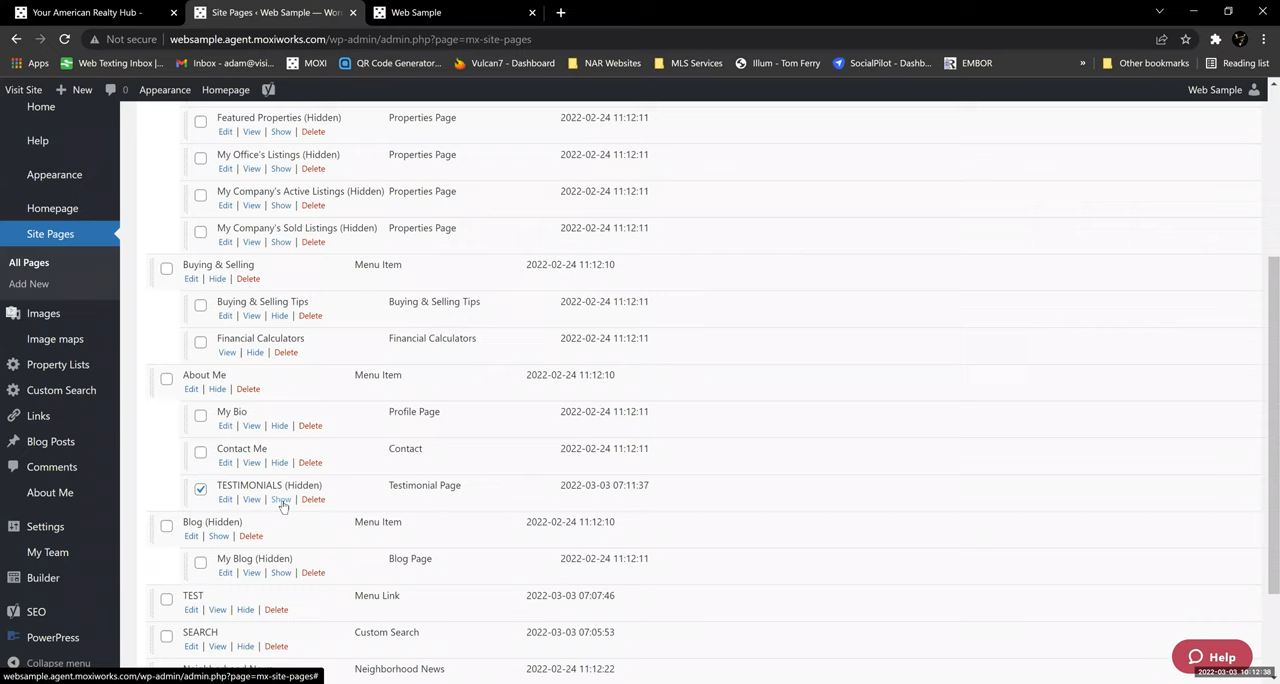 Your American Realty Hub -
Site Pages ‹ Web Sample — Wor
Web Sample
Not secure websample.agent.moxiworks.com/wp-admin/admin.php?page=mx-site-pages
Apps Web Texting Inbox |... Inbox - adam@visi... MOXI QR Code Generator... Vulcan7 - Dashboard NAR Websites MLS Services Illum - Tom Ferry SocialPilot - Dashb... EMBOR » Other bookmarks Reading list
Visit Site + New 0 Appearance Homepage Web Sample
Home
Help
Appearance
Homepage
Site Pages
All Pages
Add New
Images
Image maps
Property Lists
Custom Search
Links
Blog Posts
Comments
About Me
Settings
My Team
Builder
SEO
PowerPress
Collapse menu
Featured Properties (Hidden) Properties Page 2022-02-24 11:12:11
Edit | View | Show | Delete
My Office's Listings (Hidden) Properties Page 2022-02-24 11:12:11
Edit | View | Show | Delete
My Company's Active Listings (Hidden) Properties Page 2022-02-24 11:12:11
Edit | View | Show | Delete
My Company's Sold Listings (Hidden) Properties Page 2022-02-24 11:12:11
Edit | View | Show | Delete
Buying & Selling Menu Item 2022-02-24 11:12:10
Edit | Hide | Delete
Buying & Selling Tips Buying & Selling Tips 2022-02-24 11:12:11
Edit | View | Hide | Delete
Financial Calculators Financial Calculators 2022-02-24 11:12:11
View | Hide | Delete
About Me Menu Item 2022-02-24 11:12:10
Edit | Hide | Delete
My Bio Profile Page 2022-02-24 11:12:11
Edit | View | Hide | Delete
Contact Me Contact 2022-02-24 11:12:11
Edit | View | Hide | Delete
TESTIMONIALS (Hidden) Testimonial Page 2022-03-03 07:11:37
Edit | View | Show | Delete
Blog (Hidden) Menu Item 2022-02-24 11:12:10
Edit | Show | Delete
My Blog (Hidden) Blog Page 2022-02-24 11:12:11
Edit | View | Show | Delete
TEST Menu Link 2022-03-03 07:07:46
Edit | View | Hide | Delete
SEARCH Custom Search 2022-03-03 07:05:53
Edit | View | Hide | Delete
Neighborhood News Neighborhood News 2022-02-24 11:12:22
Help
websample.agent.moxiworks.com/wp-admin/admin.php?page=mx-site-pages#
2022-03-03 10:12:38